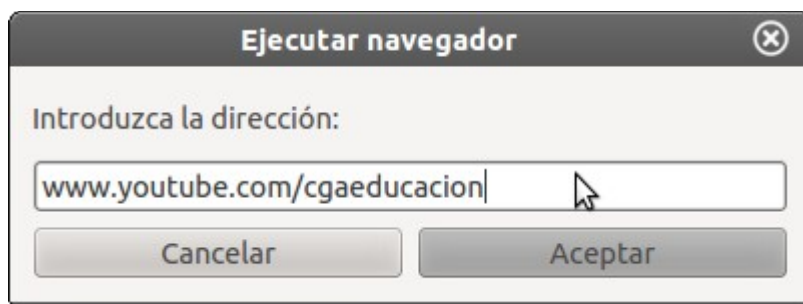 Ejecutar navegador
Introduzca la dirección:
www.youtube.com/cgaeducacion
Cancelar Aceptar